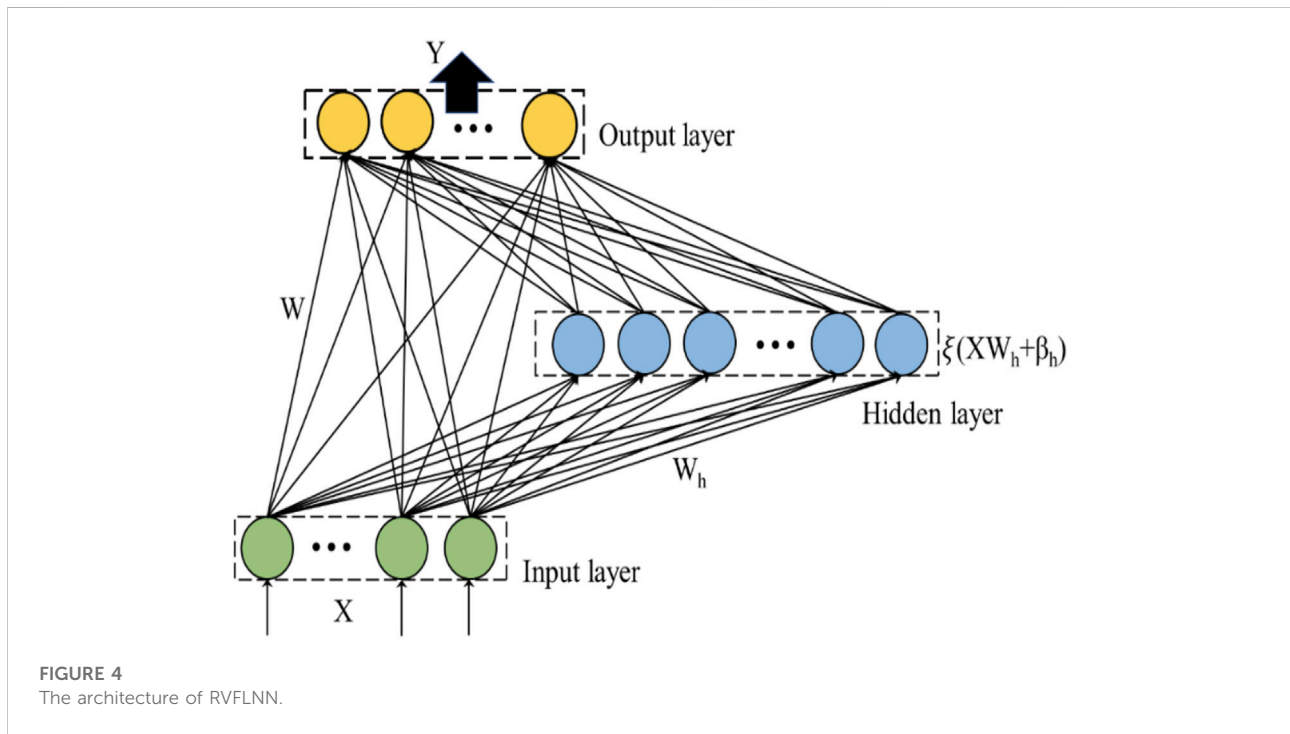 Y
Output layer
W
ξ(XW_h+β_h)
Hidden layer
W_h
Input layer
X
FIGURE 4
The architecture of RVFLNN.